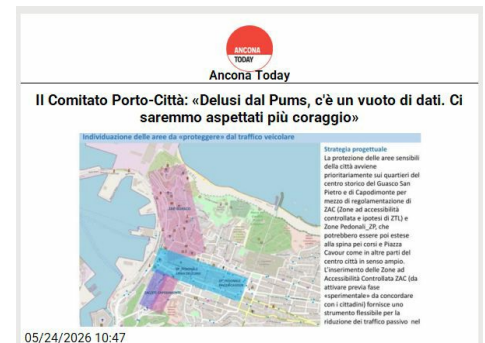 ANCONA
TODAY
Ancona Today
Il Comitato Porto-Città: «Delusi dal Pums, c'è un vuoto di dati. Ci
saremmo aspettati più coraggio»
Individuazione delle aree da «proteggere» dal traffico veicolare
Strategia progettuale
La protezione delle aree sensibili
della città avviene
prioritariamente sui quartieri del
centro storico del Guasco San
Pietro e di Capodimonte per
mezzo di regolamentazione di
ZAC (Zone ad accessibilità
controllata e ipotesi di ZTL) e
Zone Pedonali_ZP, che
potrebbero essere poi estese
alla spina pei corsi e Piazza
Cavour come in altre parti del
centro città in senso ampio.
L'inserimento delle Zone ad
Accessibilità Controllata ZAC (da
attivare previa fase
«sperimentale» da concordare
con i cittadini) fornisce uno
strumento flessibile per la
riduzione dei traffico passivo nel
05/24/2026 10:47